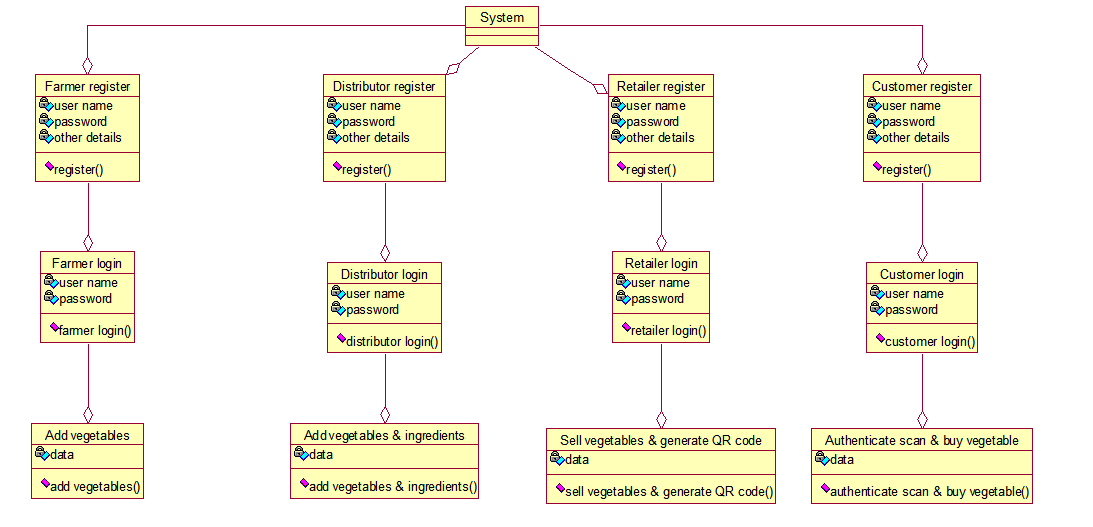 System
Farmer register
user name
password
other details
register()
Distributor register
user name
password
other details
register()
Retailer register
user name
password
other details
register()
Customer register
user name
password
other details
register()
Farmer login
user name
password
farmer login()
Distributor login
user name
password
distributor login()
Retailer login
user name
password
retailer login()
Customer login
user name
password
customer login()
Add vegetables
data
add vegetables()
Add vegetables & ingredients
data
add vegetables & ingredients()
Sell vegetables & generate QR code
data
sell vegetables & generate QR code()
Authenticate scan & buy vegetable
data
authenticate scan & buy vegetable()